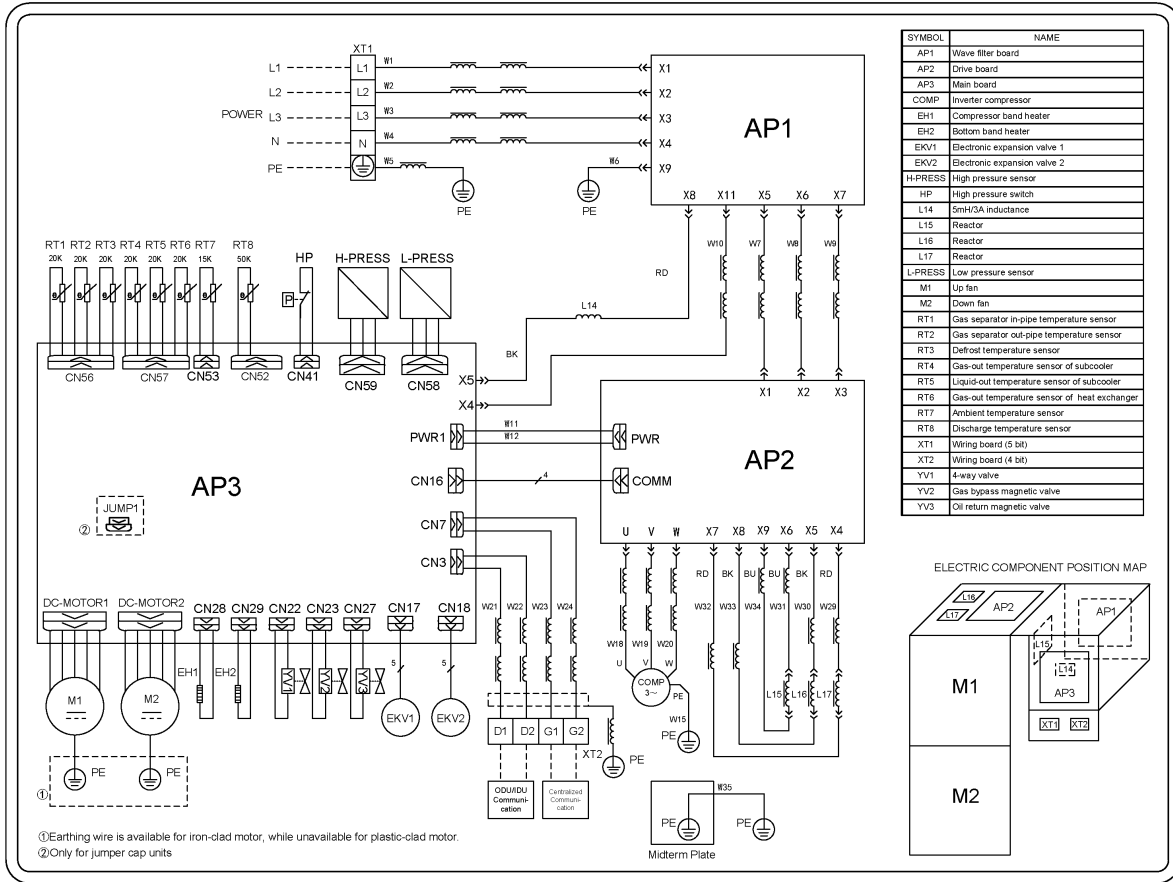 XT1
L1 L1 W1 X1
L2 L2 W2 X2
POWER L3 L3 W3 X3
N N W4 X4
PE W5 W6 X9
PE PE
AP1
X8 X11 X5 X6 X7
W10 W7 W8 W9
RD
L14
BK
RT1 RT2 RT3 RT4 RT5 RT6 RT7 RT8 HP H-PRESS L-PRESS
20K 20K 20K 20K 20K 20K 15K 50K
P
CN56 CN57 CN53 CN52 CN41 CN59 CN58
X5
X4
X1 X2 X3
PWR1 W11 PWR
W12
CN16 4 COMM
AP3
AP2
JUMP1
②
CN7
CN3
U V W X7 X8 X9 X6 X5 X4
RD BK BU BU BK RD
W21 W22 W23 W24
W32 W33 W34 W31 W30 W29
W18 W19 W20
U V W
COMP
3~
PE
W15
PE
L15 L16 L17
DC-MOTOR1 DC-MOTOR2 CN28 CN29 CN22 CN23 CN27 CN17 CN18
M1 M2
EH1 EH2 YV1 YV2 YV3
5 5
EKV1 EKV2
PE PE
①
D1 D2 G1 G2
XT2 PE
ODU/IDU
Communi-
cation
Centralized
Communi-
cation
W35
PE PE
Midterm Plate
①Earthing wire is available for iron-clad motor, while unavailable for plastic-clad motor.
②Only for jumper cap units
SYMBOL NAME
AP1 Wave filter board
AP2 Drive board
AP3 Main board
COMP Inverter compressor
EH1 Compressor band heater
EH2 Bottom band heater
EKV1 Electronic expansion valve 1
EKV2 Electronic expansion valve 2
H-PRESS High pressure sensor
HP High pressure switch
L14 5mH/3A inductance
L15 Reactor
L16 Reactor
L17 Reactor
L-PRESS Low pressure sensor
M1 Up fan
M2 Down fan
RT1 Gas separator in-pipe temperature sensor
RT2 Gas separator out-pipe temperature sensor
RT3 Defrost temperature sensor
RT4 Gas-out temperature sensor of subcooler
RT5 Liquid-out temperature sensor of subcooler
RT6 Gas-out temperature sensor of heat exchanger
RT7 Ambient temperature sensor
RT8 Discharge temperature sensor
XT1 Wiring board (5 bit)
XT2 Wiring board (4 bit)
YV1 4-way valve
YV2 Gas bypass magnetic valve
YV3 Oil return magnetic valve
ELECTRIC COMPONENT POSITION MAP
L16
L17
AP2
AP1
L15
L14
AP3
M1
XT1 XT2
M2